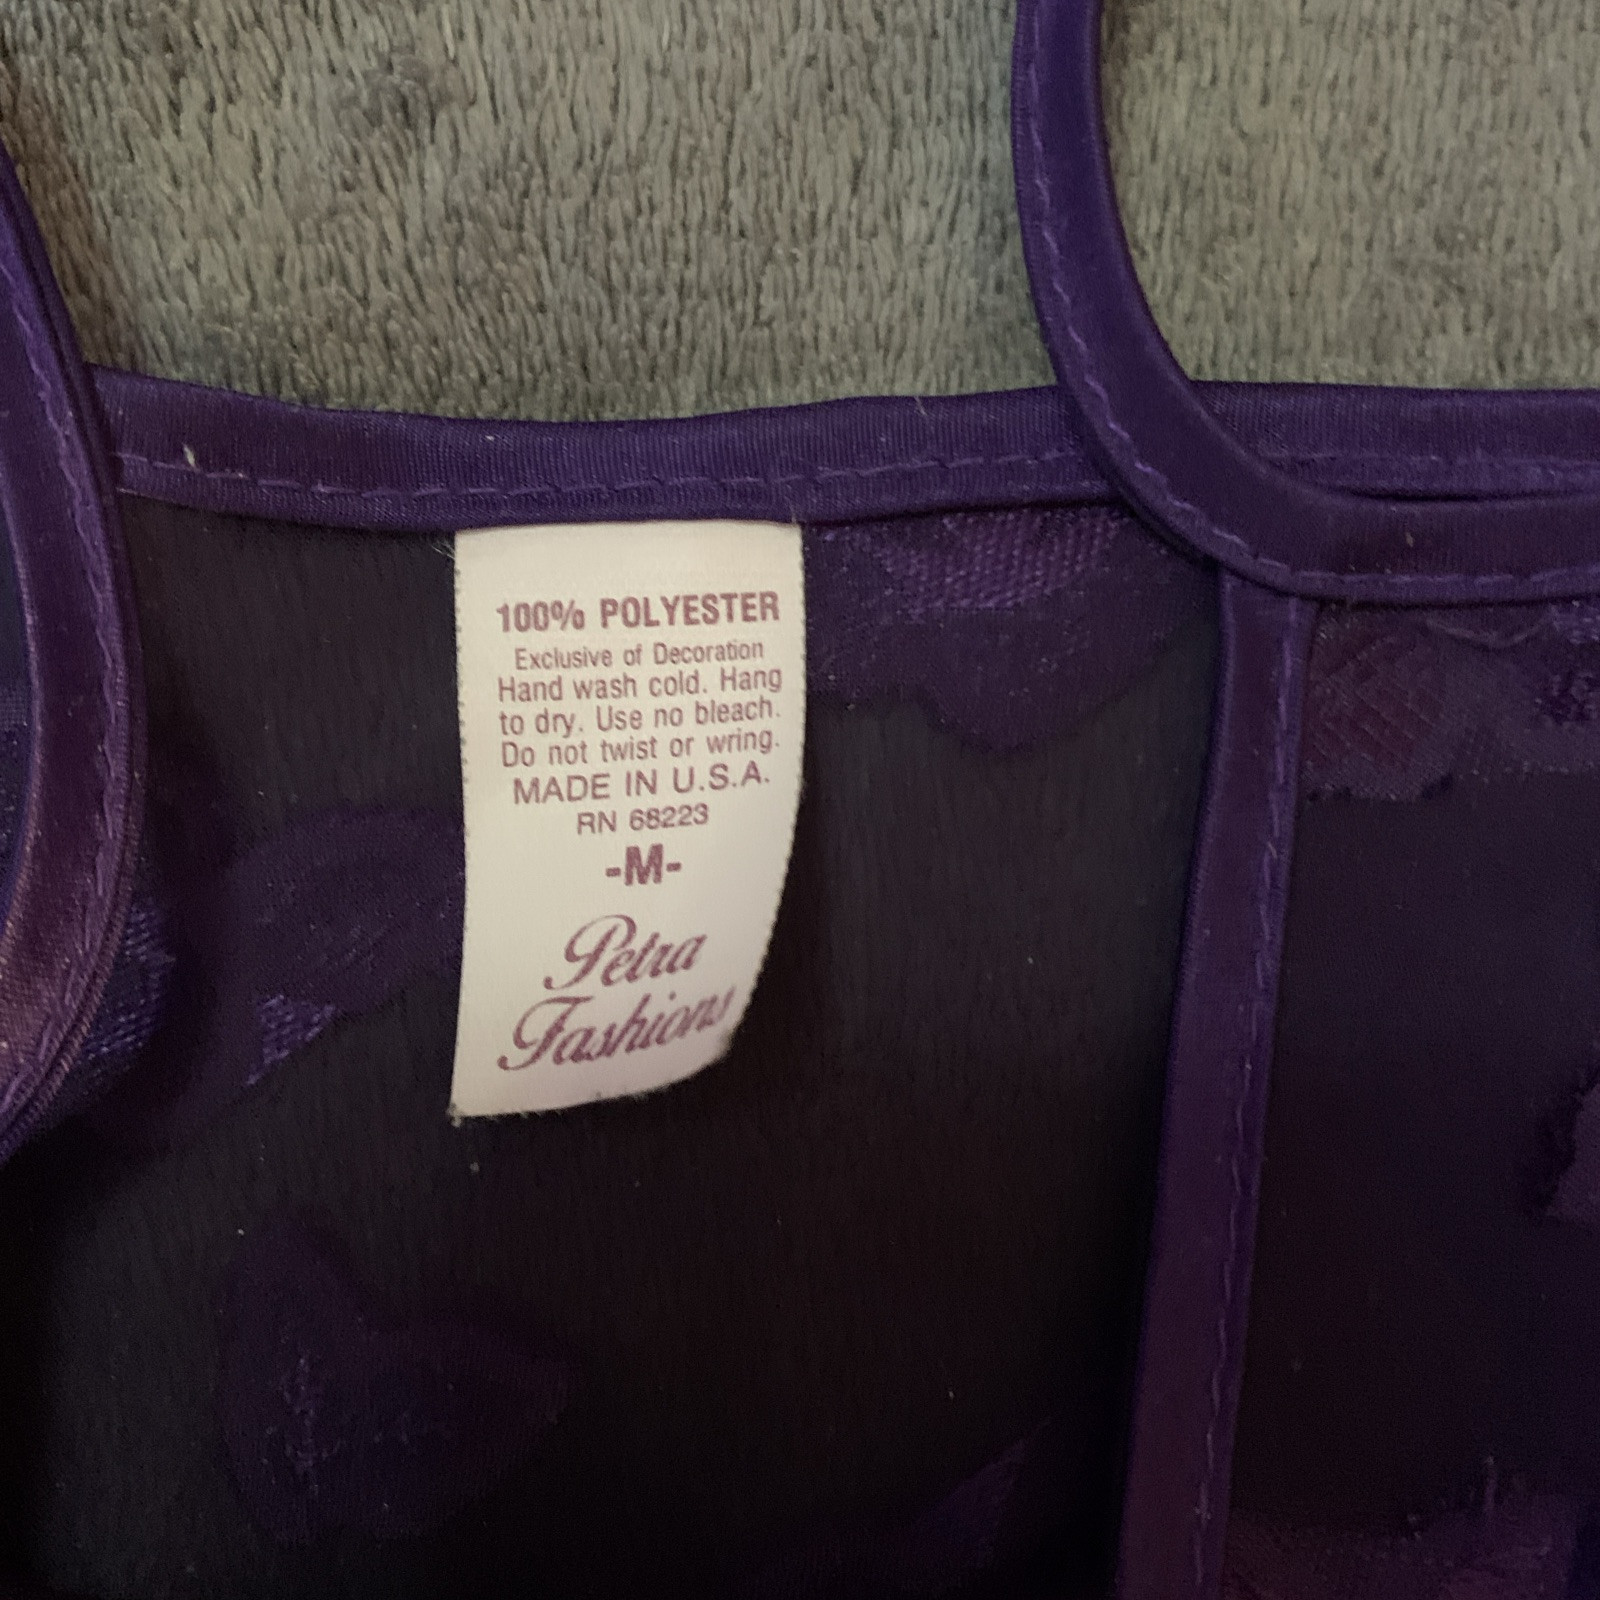 100% POLYESTER
Exclusive of Decoration
Hand wash cold. Hang
to dry. Use no bleach.
Do not twist or wring.
MADE IN U.S.A.
RN 68223
-M-
Petra
Fashions